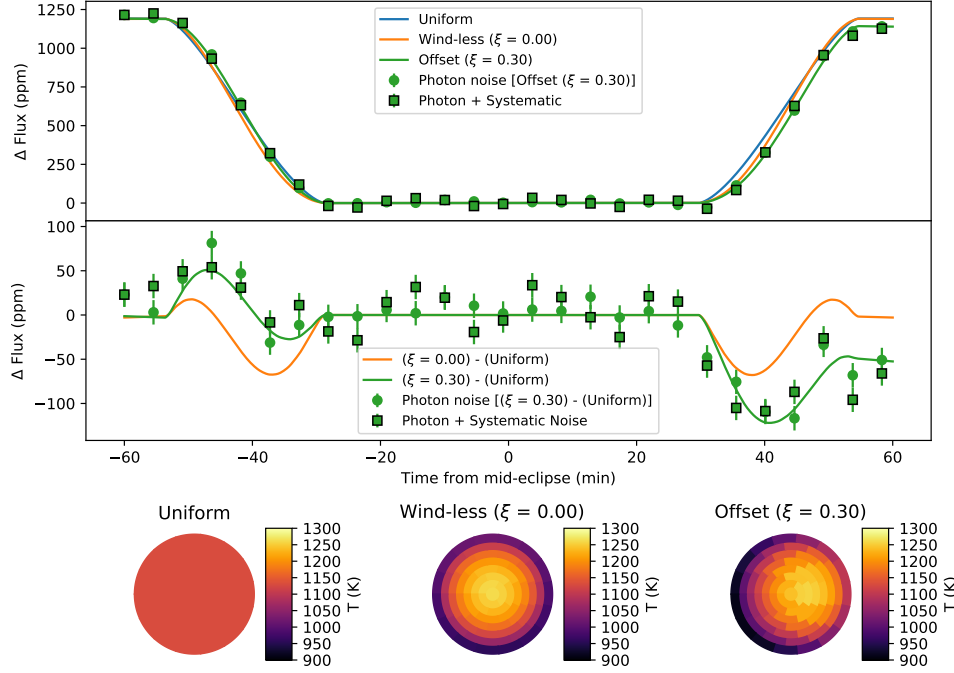 1250
1000
750
500
250
0
Δ Flux (ppm)
Uniform
Wind-less (ξ = 0.00)
Offset (ξ = 0.30)
Photon noise [Offset (ξ = 0.30)]
Photon + Systematic
100
50
0
−50
−100
Δ Flux (ppm)
(ξ = 0.00) - (Uniform)
(ξ = 0.30) - (Uniform)
Photon noise [(ξ = 0.30) - (Uniform)]
Photon + Systematic Noise
−60 −40 −20 0 20 40 60
Time from mid-eclipse (min)
Uniform
1300
1250
1200
1150
1100
1050
1000
950
900
T (K)
Wind-less (ξ = 0.00)
1300
1250
1200
1150
1100
1050
1000
950
900
T (K)
Offset (ξ = 0.30)
1300
1250
1200
1150
1100
1050
1000
950
900
T (K)